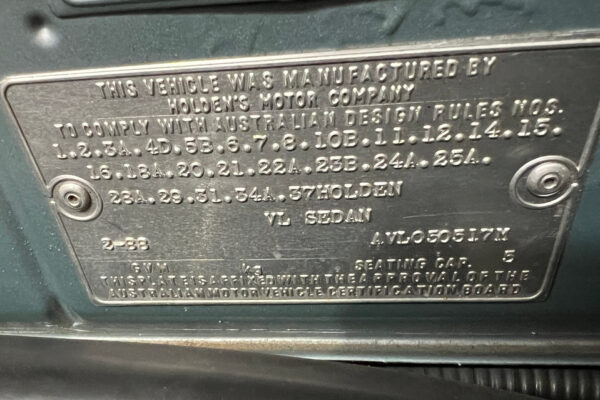 THIS VEHICLE WAS MANUFACTURED BY
HOLDEN'S MOTOR COMPANY
TO COMPLY WITH AUSTRALIAN DESIGN RULES NOS.
1.2.3A.4D.5B.6.7.8.10B.11.12.14.15.
16.18A.20.21.22A.23B.24A.25A.
28A.29.31.34A.37HOLDEN
VL SEDAN
2-88 AVL050517M
GVM kg SEATING CAP. 5
THIS PLATE IS AFFIXED WITH THE APPROVAL OF THE
AUSTRALIAN MOTOR VEHICLE CERTIFICATION BOARD